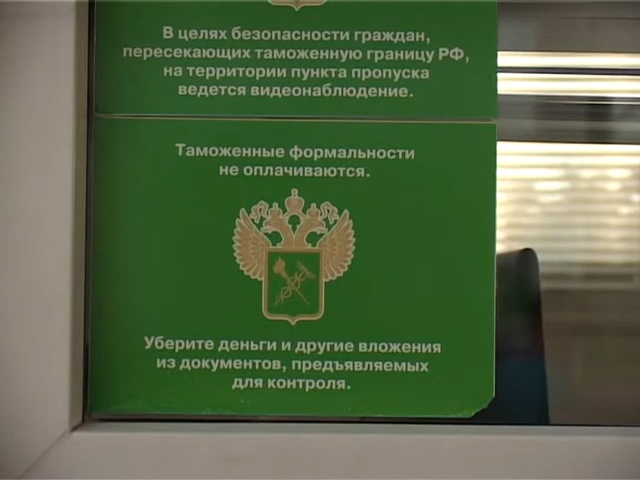 В целях безопасности граждан,
пересекающих таможенную границу РФ,
на территории пункта пропуска
ведется видеонаблюдение.
Таможенные формальности
не оплачиваются.
Уберите деньги и другие вложения
из документов, предъявляемых
для контроля.